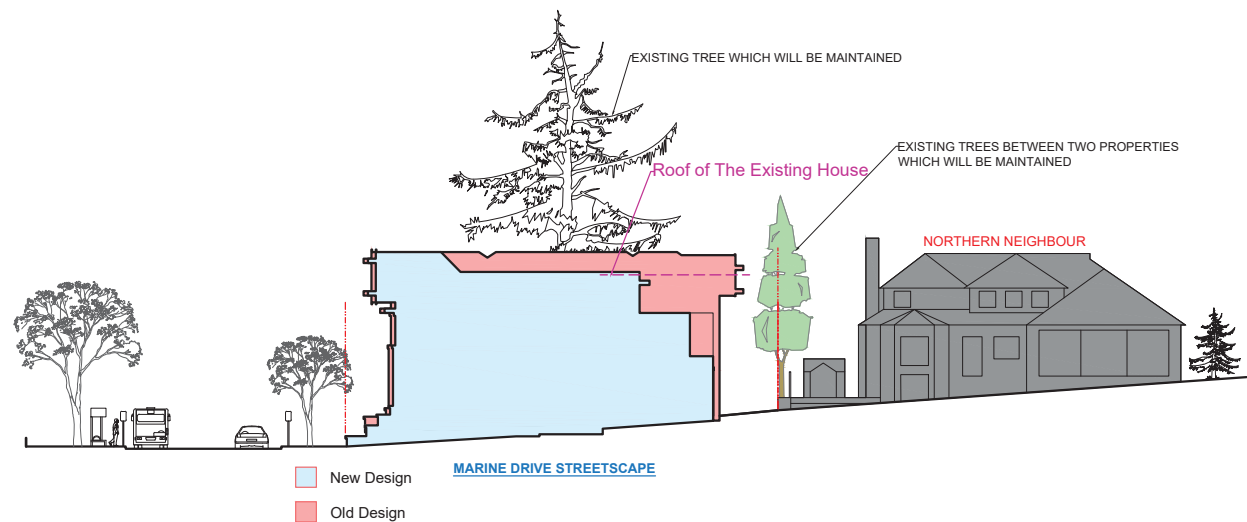 EXISTING TREE WHICH WILL BE MAINTAINED
EXISTING TREES BETWEEN TWO PROPERTIES
WHICH WILL BE MAINTAINED
Roof of The Existing House
NORTHERN NEIGHBOUR
MARINE DRIVE STREETSCAPE
New Design
Old Design